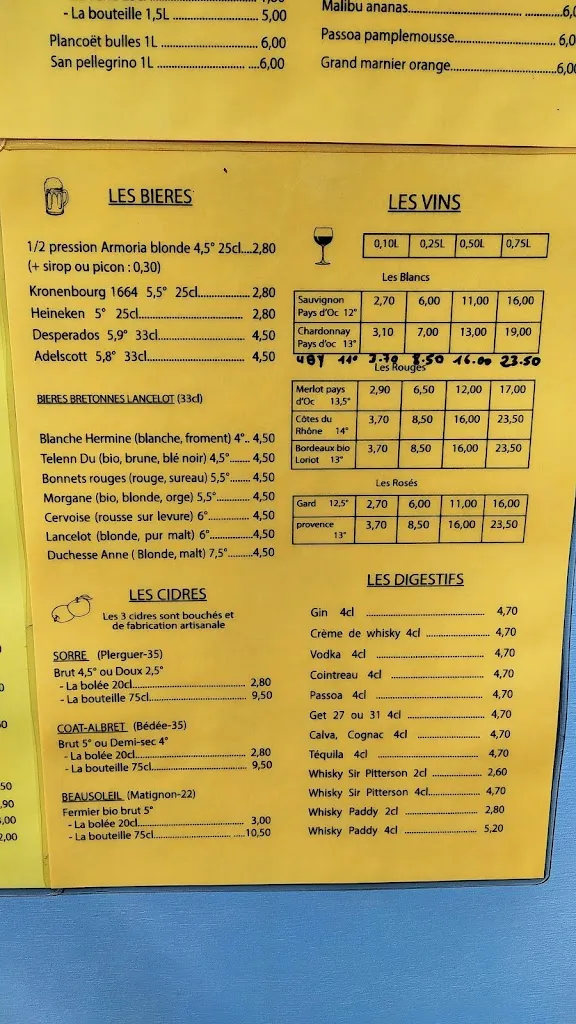 - La bouteille 1,5L ........ 5,00
Plancoët bulles 1L ........ 6,00
San pellegrino 1L ........ 6,00
Malibu ananas........
Passoa pamplemousse........
Grand marnier orange........
LES BIERES
1/2 pression Armoria blonde 4,5° 25cl....2,80
(+ sirop ou picon : 0,30)
Kronenbourg 1664 5,5° 25cl........ 2,80
Heineken 5° 25cl........ 2,80
Desperados 5,9° 33cl........ 4,50
Adelscott 5,8° 33cl........ 4,50
BIERES BRETONNES LANCELOT (33cl)
Blanche Hermine (blanche, froment) 4°.. 4,50
Telenn Du (bio, brune, blé noir) 4,5°....... 4,50
Bonnets rouges (rouge, sureau) 5,5°....... 4,50
Morgane (bio, blonde, orge) 5,5°........ 4,50
Cervoise (rousse sur levure) 6°........ 4,50
Lancelot (blonde, pur malt) 6°........4,50
Duchesse Anne ( Blonde, malt) 7,5°........4,50
LES CIDRES
Les 3 cidres sont bouchés et
de fabrication artisanale
SORRE (Plerguer-35)
Brut 4,5° ou Doux 2,5°
- La bolée 20cl........ 2,80
- La bouteille 75cl........ 9,50
COAT-ALBRET (Bédée-35)
Brut 5° ou Demi-sec 4°
- La bolée 20cl........ 2,80
- La bouteille 75cl........ 9,50
BEAUSOLEIL (Matignon-22)
Fermier bio brut 5°
- La bolée 20cl........ 3,00
- La bouteille 75cl........ 10,50
LES VINS
0,10L 0,25L 0,50L 0,75L
Les Blancs
Sauvignon 2,70 6,00 11,00 16,00
Pays d'Oc 12°
Chardonnay 3,10 7,00 13,00 19,00
Pays d'oc 13°
11° 3.70 8.50 16.00 23.50
Les Rouges
Merlot pays 2,90 6,50 12,00 17,00
d'Oc 13,5°
Côtes du 3,70 8,50 16,00 23,50
Rhône 14°
Bordeaux bio 3,70 8,50 16,00 23,50
Loriot 13°
Les Rosés
Gard 12,5° 2,70 6,00 11,00 16,00
provence 3,70 8,50 16,00 23,50
13°
LES DIGESTIFS
Gin 4cl ........ 4,70
Crème de whisky 4cl ........ 4,70
Vodka 4cl ........ 4,70
Cointreau 4cl ........ 4,70
Passoa 4cl ........ 4,70
Get 27 ou 31 4cl ........ 4,70
Calva, Cognac 4cl ........ 4,70
Téquila 4cl ........ 4,70
Whisky Sir Pitterson 2cl ........ 2,60
Whisky Sir Pitterson 4cl........ 4,70
Whisky Paddy 2cl ........ 2,80
Whisky Paddy 4cl ........ 5,20